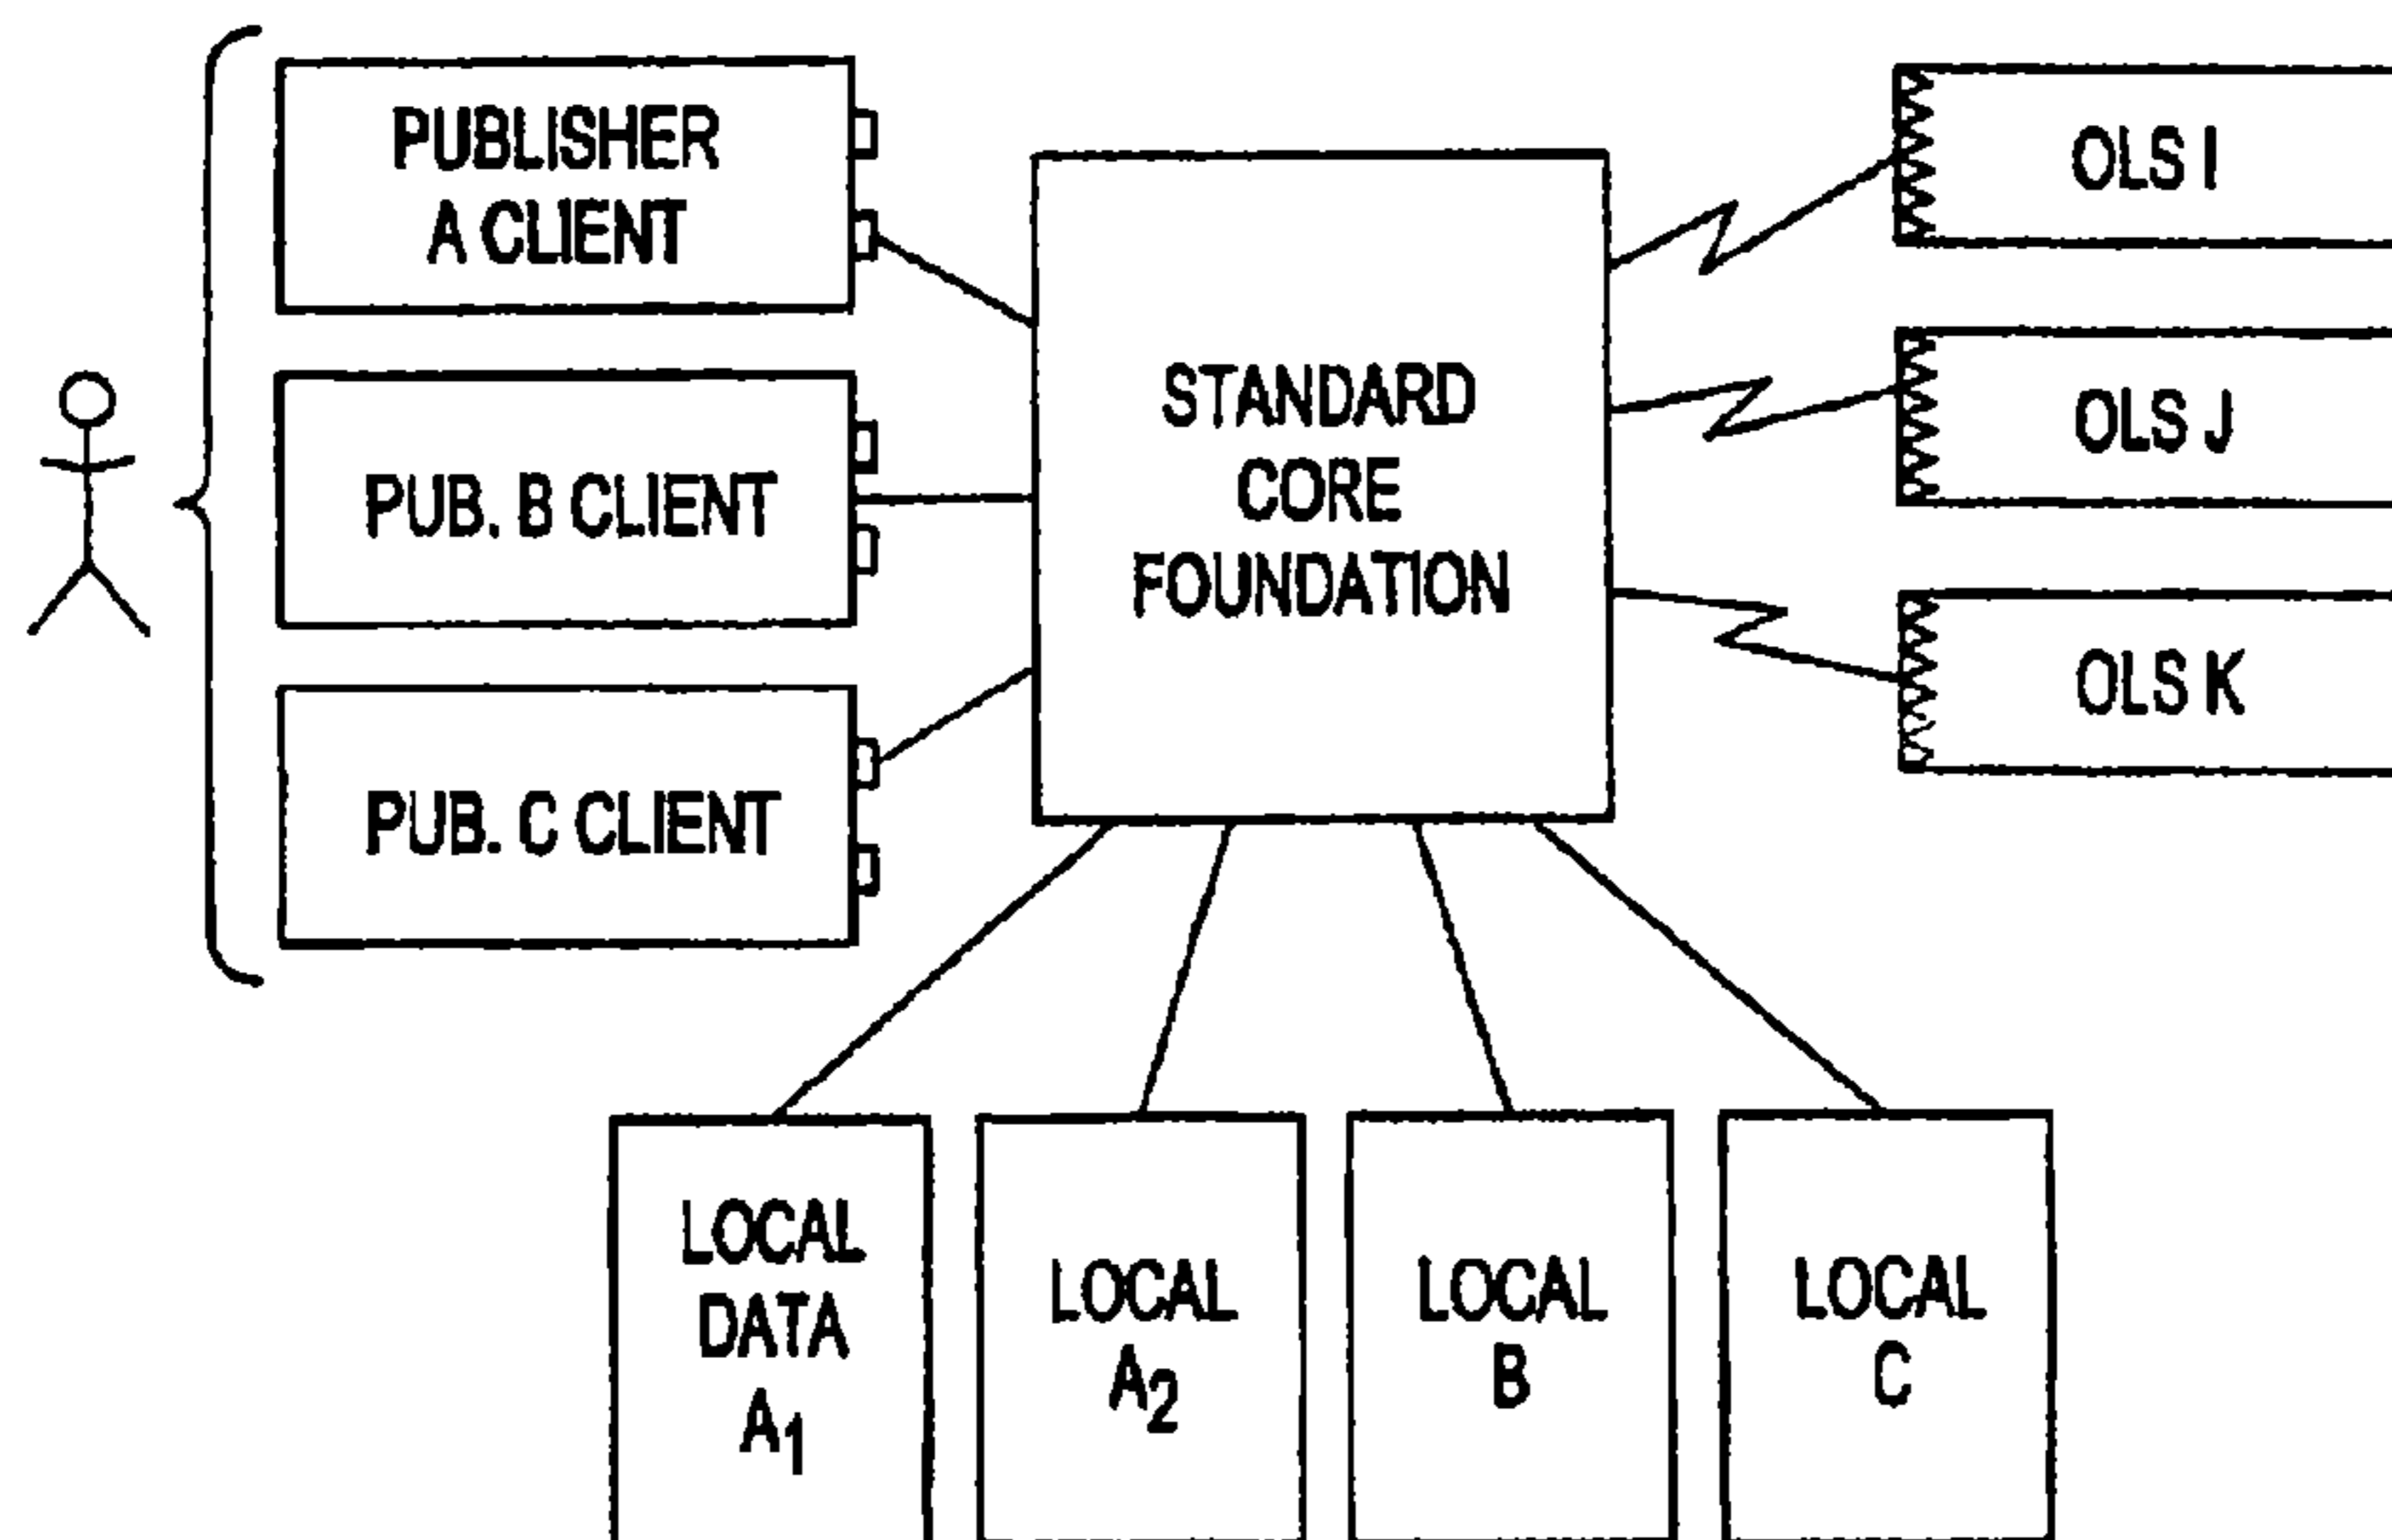 PUBLISHER
A CLIENT
PUB. B CLIENT
PUB. C CLIENT
STANDARD
CORE
FOUNDATION
OLS I
OLS J
OLS K
LOCAL
DATA
A1
LOCAL
A2
LOCAL
B
LOCAL
C